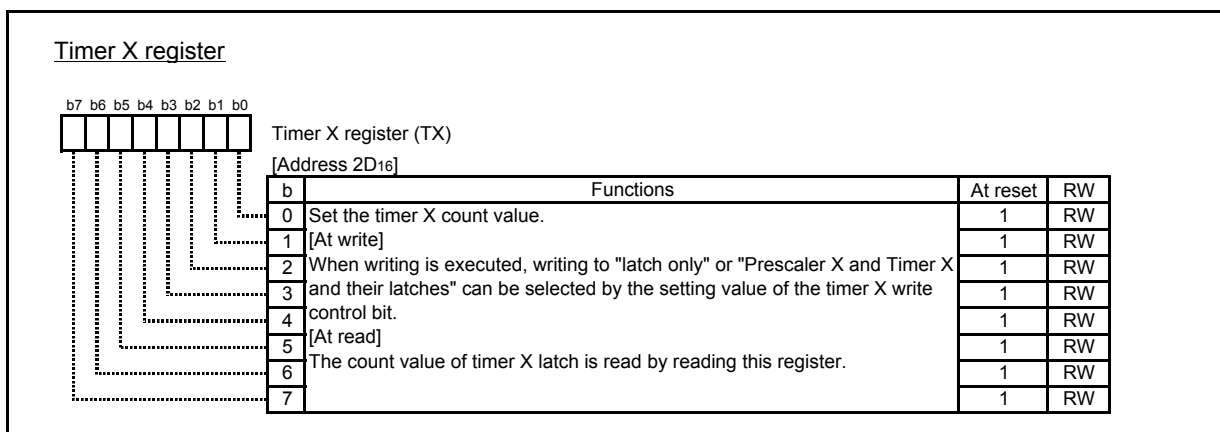 Timer X register
b7 b6 b5 b4 b3 b2 b1 b0
Timer X register (TX)
[Address 2D16]
b Functions At reset RW
0 Set the timer X count value. 1 RW
1 [At write] 1 RW
2 When writing is executed, writing to "latch only" or "Prescaler X and Timer X 1 RW
3 and their latches" can be selected by the setting value of the timer X write 1 RW
4 control bit. 1 RW
5 [At read] 1 RW
6 The count value of timer X latch is read by reading this register. 1 RW
7 1 RW